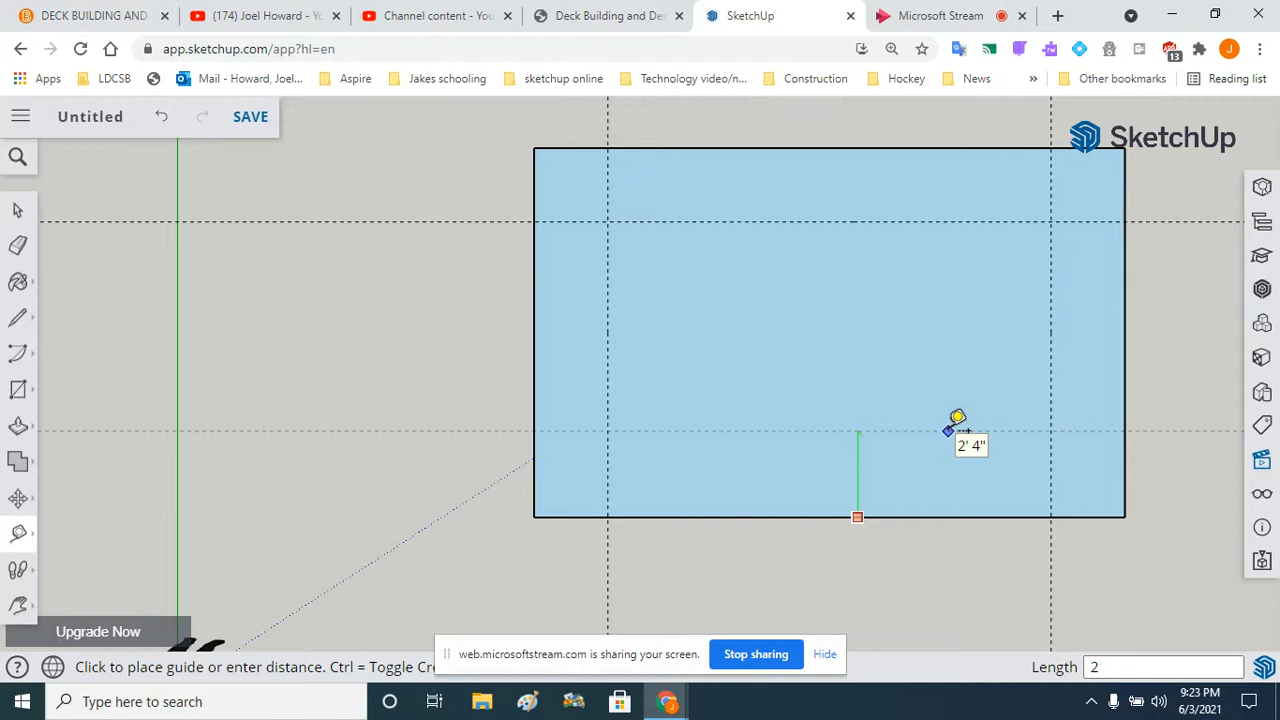 DECK BUILDING AND
(174) Joel Howard - Yo
Channel content - You
Deck Building and Des
SketchUp
Microsoft Stream
app.sketchup.com/app?hl=en
13
J
Apps
LDCSB
Mail - Howard, Joel...
Aspire
Jakes schooling
sketchup online
Technology video/n...
Construction
Hockey
News
»
Other bookmarks
Reading list
Untitled
SAVE
SketchUp
2' 4"
Upgrade Now
web.microsoftstream.com is sharing your screen.
Stop sharing
Hide
Click to place guide or enter distance. Ctrl = Toggle Cr
Length
2
Type here to search
9:23 PM
6/3/2021